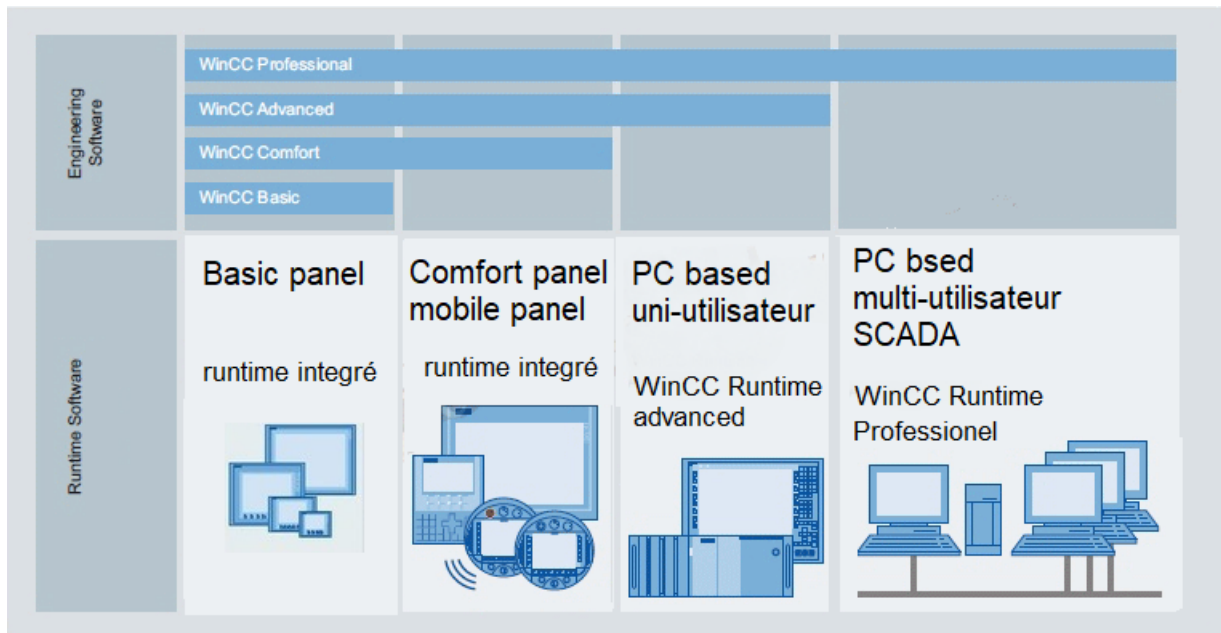 Engineering
Software
WinCC Professional
WinCC Advanced
WinCC Comfort
WinCC Basic
Runtime Software
Basic panel
runtime integré
Comfort panel
mobile panel
runtime integré
PC based
uni-utilisateur
WinCC Runtime
advanced
PC bsed
multi-utilisateur
SCADA
WinCC Runtime
Professionel